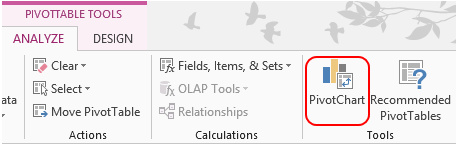 PIVOTTABLE TOOLS
ANALYZE DESIGN
Clear
Fields, Items, & Sets
Select
OLAP Tools
PivotChart
Recommended
PivotTables
ata
Move PivotTable
Relationships
Actions
Calculations
Tools